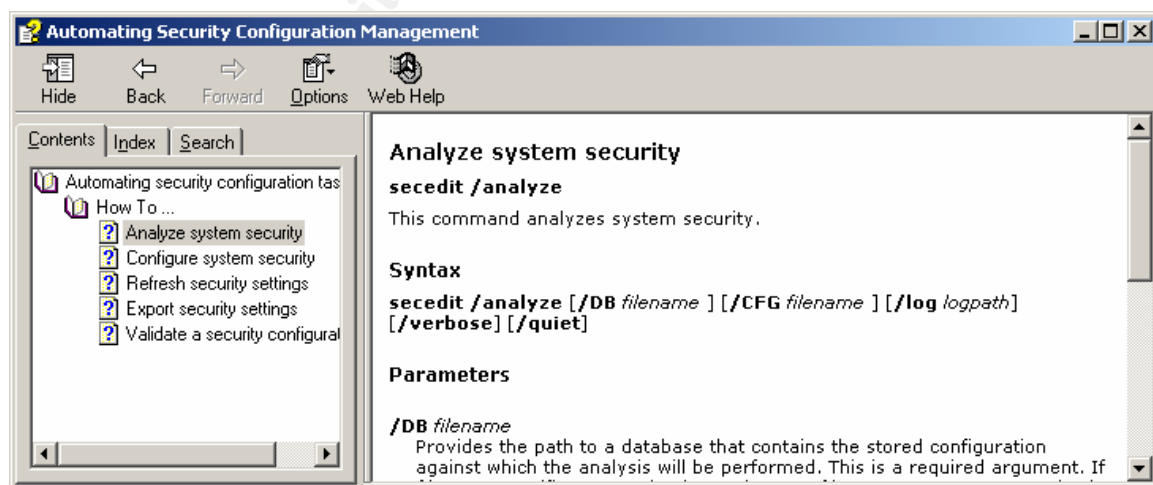 Automating Security Configuration Management
Hide Back Forward Options Web Help
Contents Index Search
Automating security configuration tas
How To ...
Analyze system security
Configure system security
Refresh security settings
Export security settings
Validate a security configurat
Analyze system security
secedit /analyze
This command analyzes system security.
Syntax
secedit /analyze [/DB filename ] [/CFG filename ] [/log logpath]
[/verbose] [/quiet]
Parameters
/DB filename
Provides the path to a database that contains the stored configuration
against which the analysis will be performed. This is a required argument. If